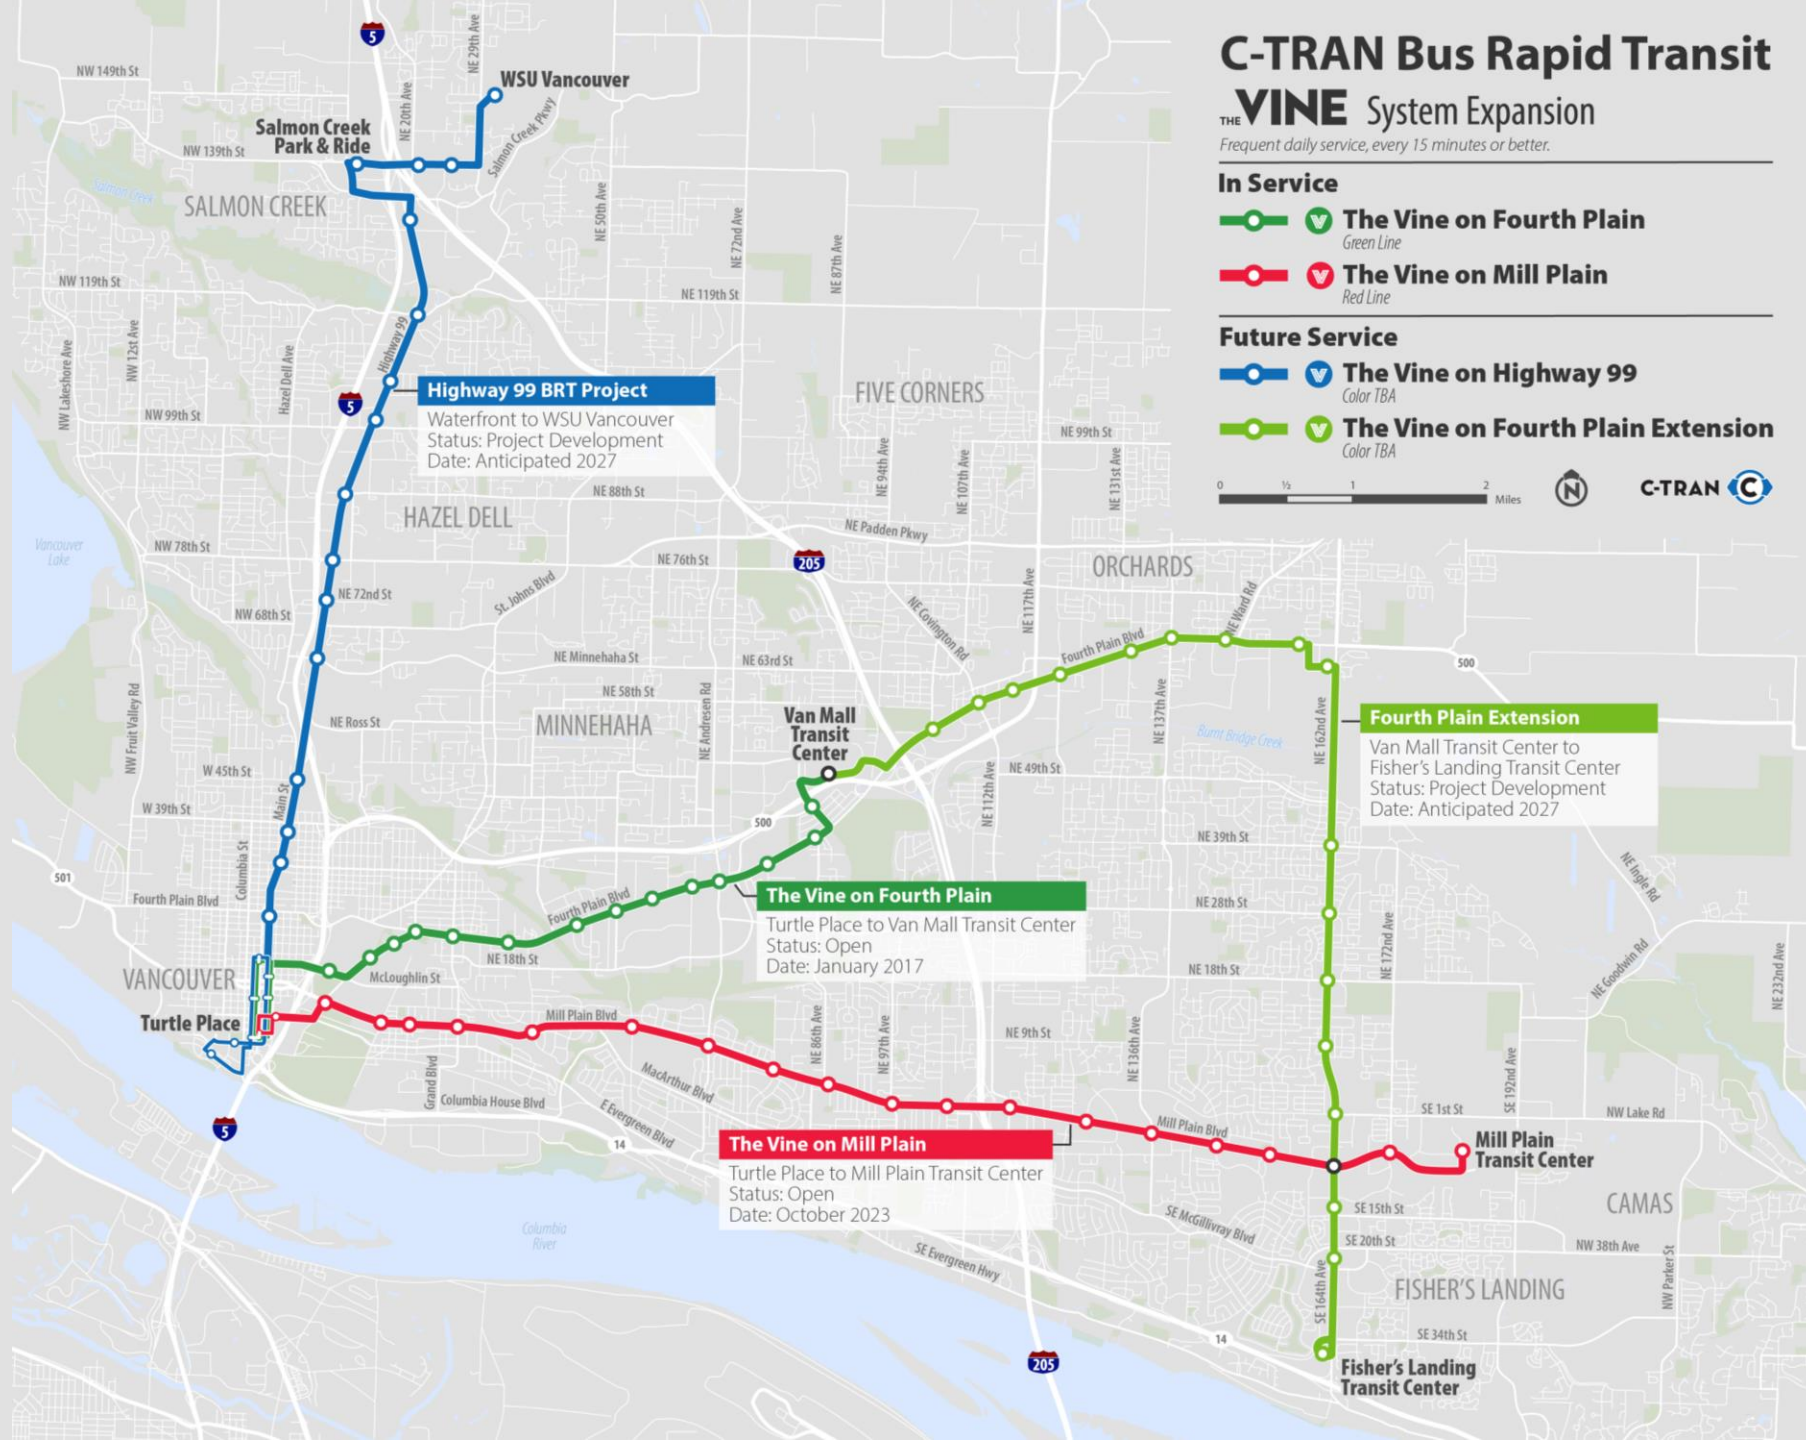 C-TRAN Bus Rapid Transit
THE VINE System Expansion
Frequent daily service, every 15 minutes or better.
In Service
The Vine on Fourth Plain
Green Line
The Vine on Mill Plain
Red Line
Future Service
The Vine on Highway 99
Color TBA
The Vine on Fourth Plain Extension
Color TBA
0 ½ 1 2 Miles
N
C-TRAN C
5
NE 29th Ave
WSU Vancouver
NW 149th St
NE 20th Ave
Salmon Creek Pkwy
Salmon Creek
Park & Ride
NW 139th St
Salmon Creek
SALMON CREEK
NE 50th Ave
NE 72nd Ave
NE 87th Ave
NW 119th St
NE 119th St
NW Lakeshore Ave
NW 12st Ave
Hazel Dell Ave
Highway 99
5
Highway 99 BRT Project
Waterfront to WSU Vancouver
Status: Project Development
Date: Anticipated 2027
FIVE CORNERS
NW 99th St
NE 99th St
NE 94th Ave
NE 107th Ave
NE 131st Ave
NE 88th St
HAZEL DELL
NE Padden Pkwy
Vancouver
Lake
NW 78th St
NE 76th St
205
ORCHARDS
St. Johns Blvd
NE 72nd St
NW 68th St
NE Covington Rd
NE 117th Ave
NE Ward Rd
Fourth Plain Blvd
NE Minnehaha St
NE 63rd St
500
NE 58th St
NW Fruit Valley Rd
NE Andresen Rd
NE Ross St
MINNEHAHA
Van Mall
Transit
Center
NE 137th Ave
Burnt Bridge Creek
NE 162nd Ave
Fourth Plain Extension
Van Mall Transit Center to
Fisher's Landing Transit Center
Status: Project Development
Date: Anticipated 2027
W 45th St
NE 49th St
NE 112th Ave
Main St
W 39th St
500
NE 39th St
Columbia St
501
NE Ingle Rd
Fourth Plain Blvd
Fourth Plain Blvd
The Vine on Fourth Plain
Turtle Place to Van Mall Transit Center
Status: Open
Date: January 2017
NE 28th St
NE 172nd Ave
NE 18th St
NE 18th St
NE Goodwin Rd
NE 232nd Ave
VANCOUVER
McLoughlin St
Turtle Place
Mill Plain Blvd
NE 86th Ave
NE 97th Ave
NE 9th St
NE 136th Ave
Grand Blvd
MacArthur Blvd
SE 192nd Ave
Columbia House Blvd
E Evergreen Blvd
SE 1st St
NW Lake Rd
5
14
Mill Plain Blvd
The Vine on Mill Plain
Turtle Place to Mill Plain Transit Center
Status: Open
Date: October 2023
Mill Plain
Transit Center
Columbia
River
SE McGillivray Blvd
SE 15th St
CAMAS
SE 20th St
NW 38th Ave
SE Evergreen Hwy
SE 164th Ave
FISHER'S LANDING
NW Parker St
14
SE 34th St
205
Fisher's Landing
Transit Center